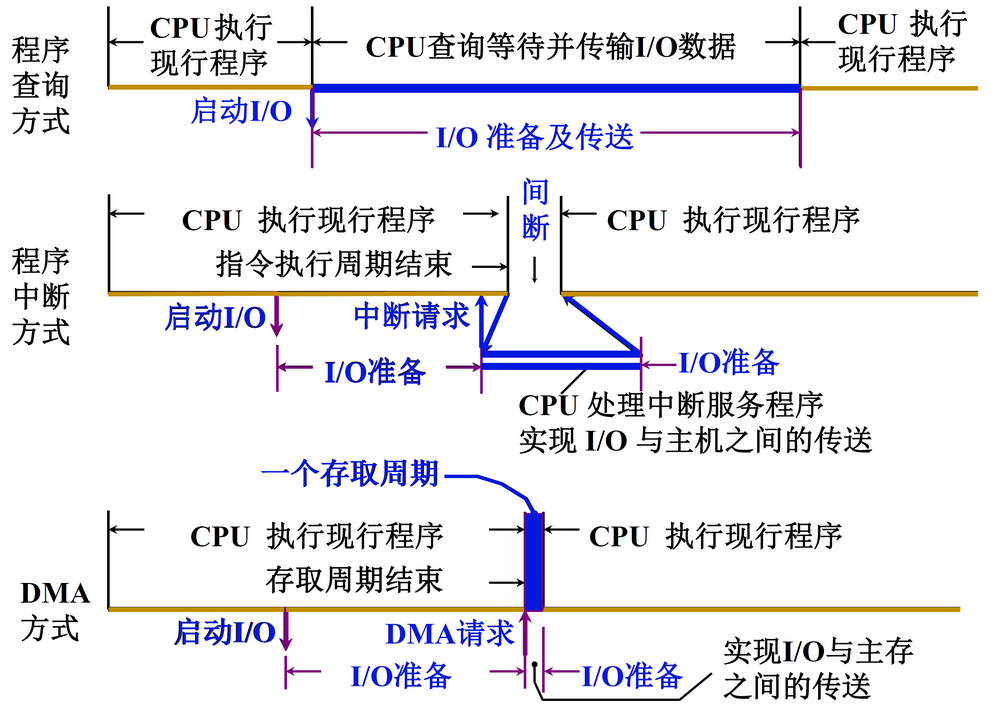 程序
查询
方式
CPU执行
现行程序
CPU查询等待并传输I/O数据
CPU 执行
现行程序
启动I/O
I/O 准备及传送
程序
中断
方式
CPU 执行现行程序
间
断
CPU 执行现行程序
指令执行周期结束
启动I/O
中断请求
I/O准备
I/O准备
CPU 处理中断服务程序
实现 I/O 与主机之间的传送
一个存取周期
DMA
方式
CPU 执行现行程序
CPU 执行现行程序
存取周期结束
启动I/O
DMA请求
I/O准备
I/O准备
实现I/O与主存
之间的传送